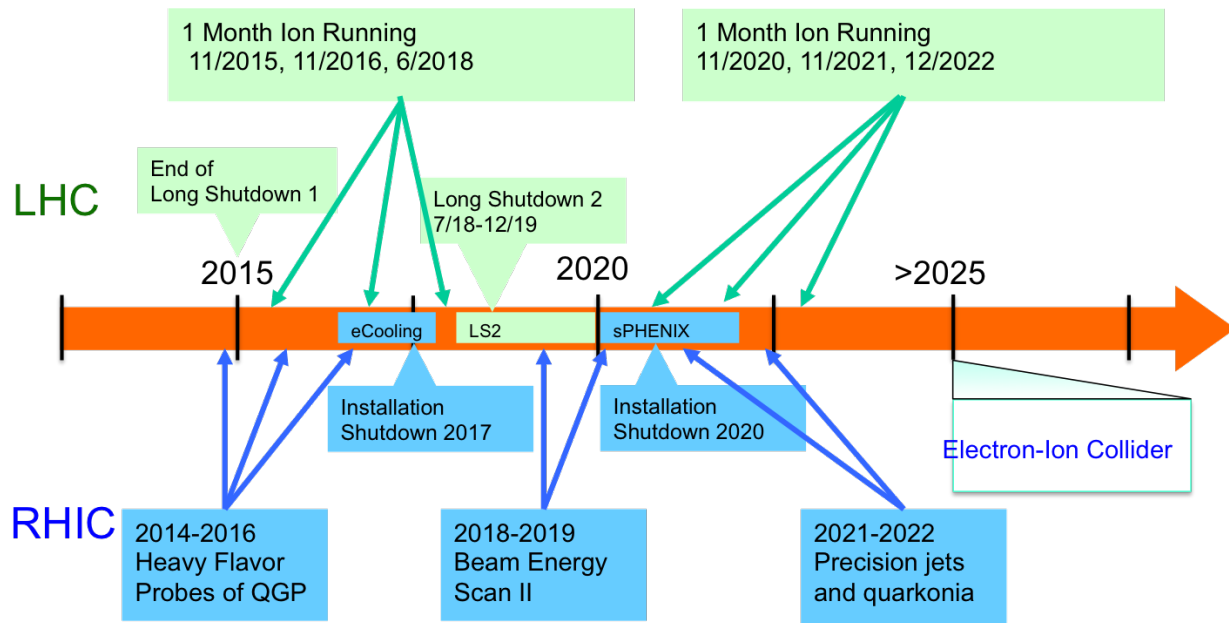 1 Month Ion Running
11/2015, 11/2016, 6/2018
1 Month Ion Running
11/2020, 11/2021, 12/2022
End of
Long Shutdown 1
LHC
Long Shutdown 2
7/18-12/19
2015
2020
>2025
eCooling
LS2
sPHENIX
Installation
Shutdown 2017
Installation
Shutdown 2020
Electron-Ion Collider
RHIC
2014-2016
Heavy Flavor
Probes of QGP
2018-2019
Beam Energy
Scan II
2021-2022
Precision jets
and quarkonia